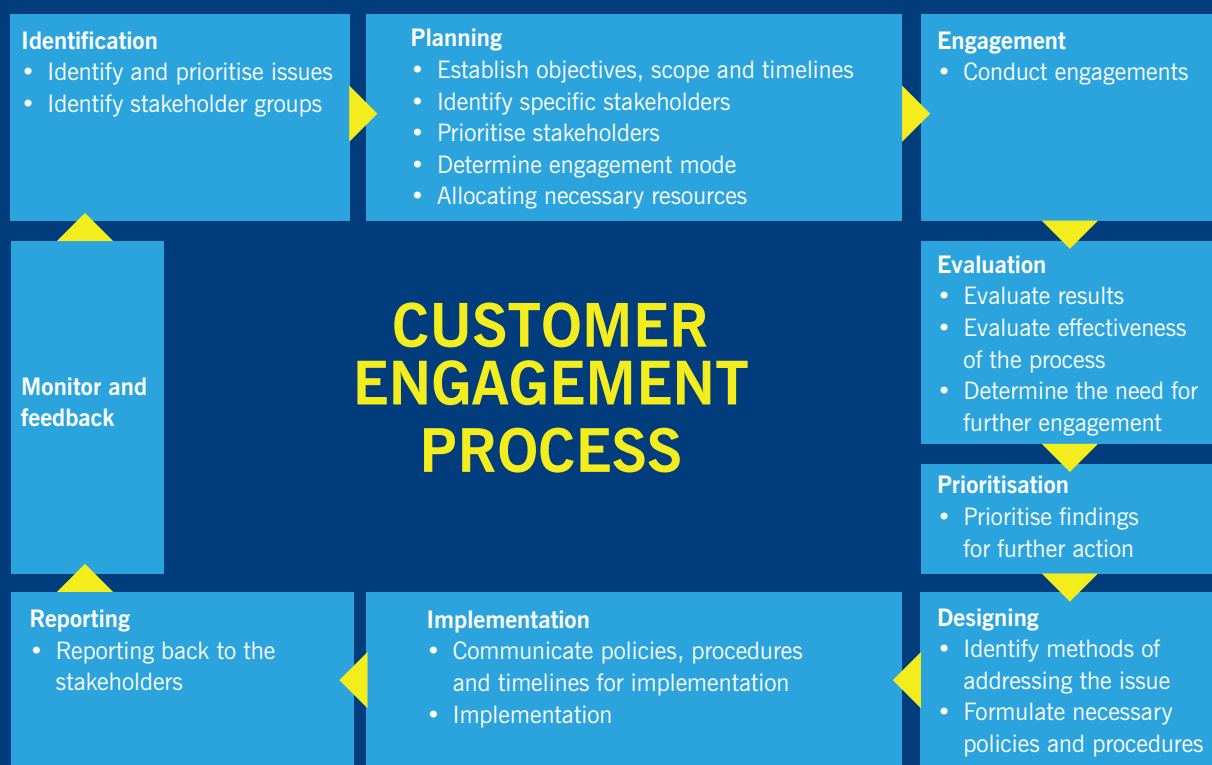 Identification
• Identify and prioritise issues
• Identify stakeholder groups
Planning
• Establish objectives, scope and timelines
• Identify specific stakeholders
• Prioritise stakeholders
• Determine engagement mode
• Allocating necessary resources
Engagement
• Conduct engagements
Evaluation
• Evaluate results
• Evaluate effectiveness
of the process
• Determine the need for
further engagement
Prioritisation
• Prioritise findings
for further action
Designing
• Identify methods of
addressing the issue
• Formulate necessary
policies and procedures
Implementation
• Communicate policies, procedures
and timelines for implementation
• Implementation
Reporting
• Reporting back to the
stakeholders
Monitor and
feedback
CUSTOMER
ENGAGEMENT
PROCESS